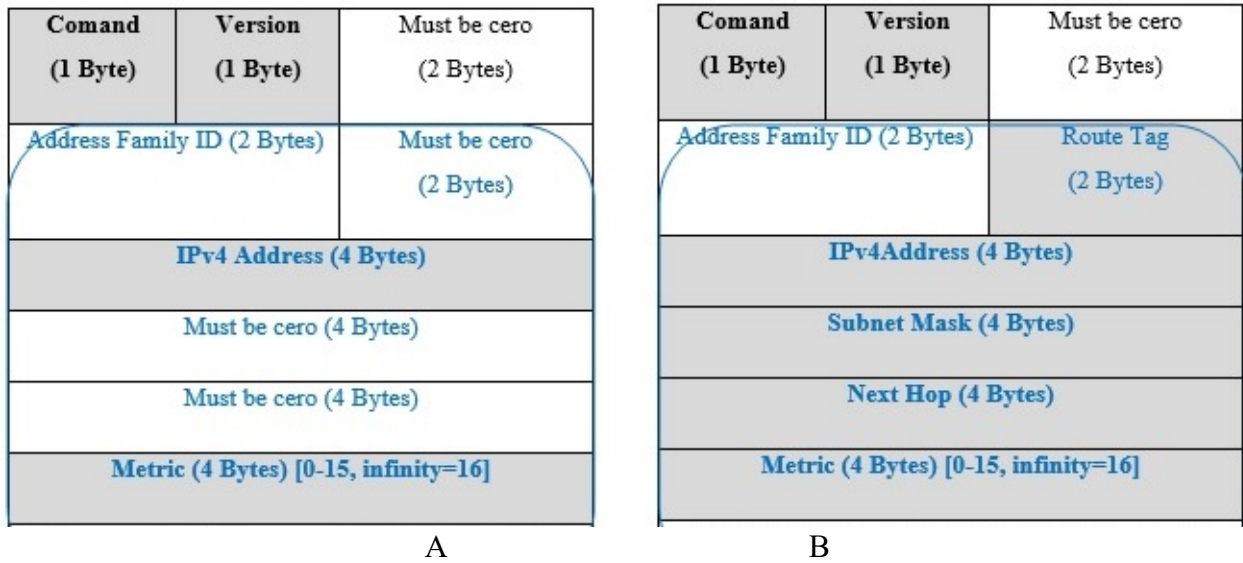 Comand
(1 Byte)
Version
(1 Byte)
Must be cero
(2 Bytes)
Address Family ID (2 Bytes)
Must be cero
(2 Bytes)
IPv4 Address (4 Bytes)
Must be cero (4 Bytes)
Must be cero (4 Bytes)
Metric (4 Bytes) [0-15, infinity=16]
A
Comand
(1 Byte)
Version
(1 Byte)
Must be cero
(2 Bytes)
Address Family ID (2 Bytes)
Route Tag
(2 Bytes)
IPv4Address (4 Bytes)
Subnet Mask (4 Bytes)
Next Hop (4 Bytes)
Metric (4 Bytes) [0-15, infinity=16]
B